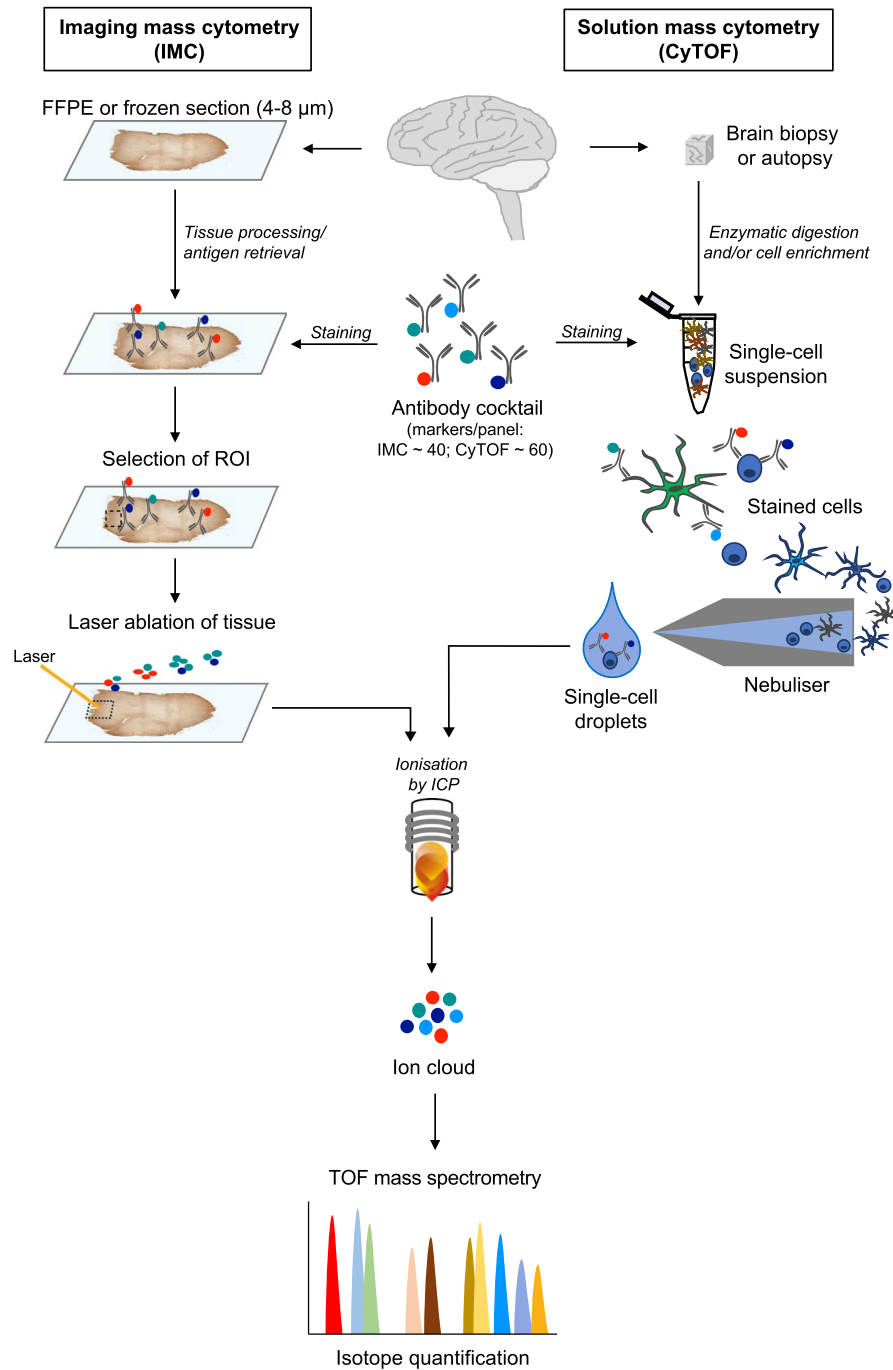 Imaging mass cytometry
(IMC)
Solution mass cytometry
(CyTOF)
FFPE or frozen section (4-8 µm)
Brain biopsy
or autopsy
Tissue processing/
antigen retrieval
Enzymatic digestion
and/or cell enrichment
Staining
Staining
Single-cell
suspension
Antibody cocktail
(markers/panel:
IMC ~ 40; CyTOF ~ 60)
Selection of ROI
Stained cells
Laser ablation of tissue
Laser
Single-cell
droplets
Nebuliser
Ionisation
by ICP
Ion cloud
TOF mass spectrometry
Isotope quantification